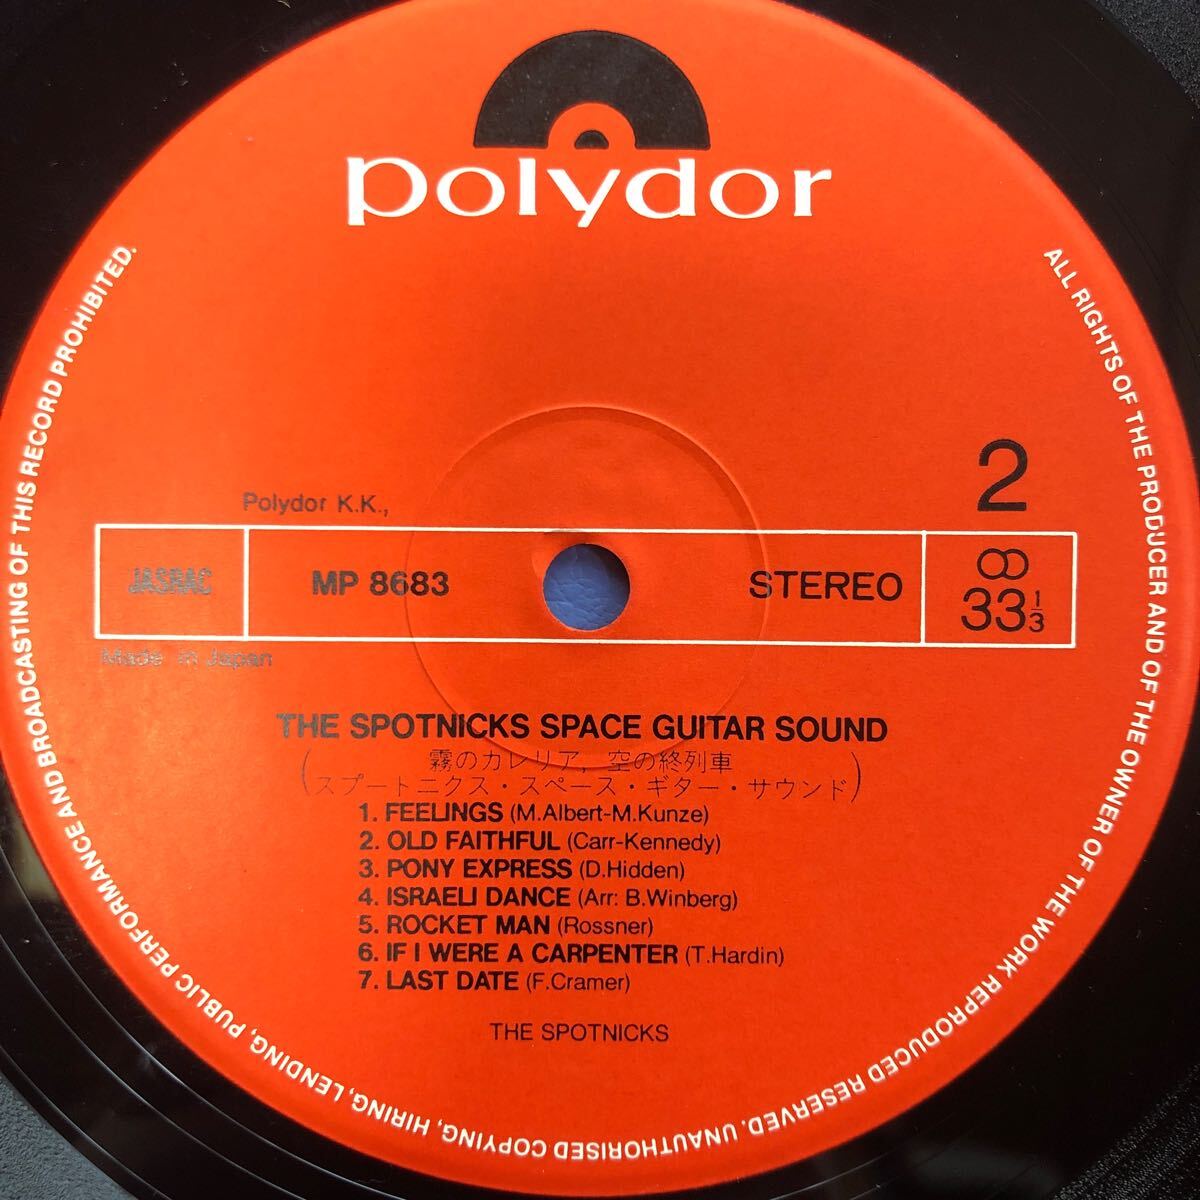 polydor
2
Polydor K.K.,
JASRAC
MP 8683
STEREO
33 1/3
Made in Japan
THE SPOTNICKS SPACE GUITAR SOUND
(霧のカレリア, 空の終列車
スプートニクス・スペース・ギター・サウンド)
1. FEELINGS (M.Albert-M.Kunze)
2. OLD FAITHFUL (Carr-Kennedy)
3. PONY EXPRESS (D.Hidden)
4. ISRAELI DANCE (Arr: B.Winberg)
5. ROCKET MAN (Rossner)
6. IF I WERE A CARPENTER (T.Hardin)
7. LAST DATE (F.Cramer)
THE SPOTNICKS
ALL RIGHTS OF THE PRODUCER AND OF THE OWNER OF THE WORK REPRODUCED RESERVED. UNAUTHORISED COPYING, HIRING, LENDING, PUBLIC PERFORMANCE AND BROADCASTING OF THIS RECORD PROHIBITED.